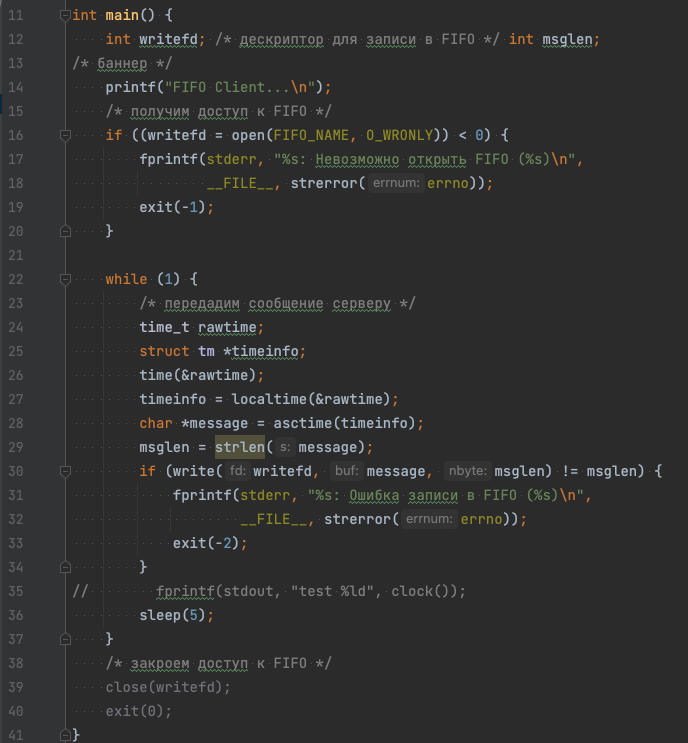 11 int main() {
12 int writefd; /* дескриптор для записи в FIFO */ int msglen;
13 /* баннер */
14 printf("FIFO Client...\n");
15 /* получим доступ к FIFO */
16 if ((writefd = open(FIFO_NAME, O_WRONLY)) < 0) {
17 fprintf(stderr, "%s: Невозможно открыть FIFO (%s)\n",
18 __FILE__, strerror( errnum: errno));
19 exit(-1);
20 }
21
22 while (1) {
23 /* передадим сообщение серверу */
24 time_t rawtime;
25 struct tm *timeinfo;
26 time(&rawtime);
27 timeinfo = localtime(&rawtime);
28 char *message = asctime(timeinfo);
29 msglen = strlen( s: message);
30 if (write( fd: writefd, buf: message, nbyte: msglen) != msglen) {
31 fprintf(stderr, "%s: Ошибка записи в FIFO (%s)\n",
32 __FILE__, strerror( errnum: errno));
33 exit(-2);
34 }
35 // fprintf(stdout, "test %ld", clock());
36 sleep(5);
37 }
38 /* закроем доступ к FIFO */
39 close(writefd);
40 exit(0);
41 }